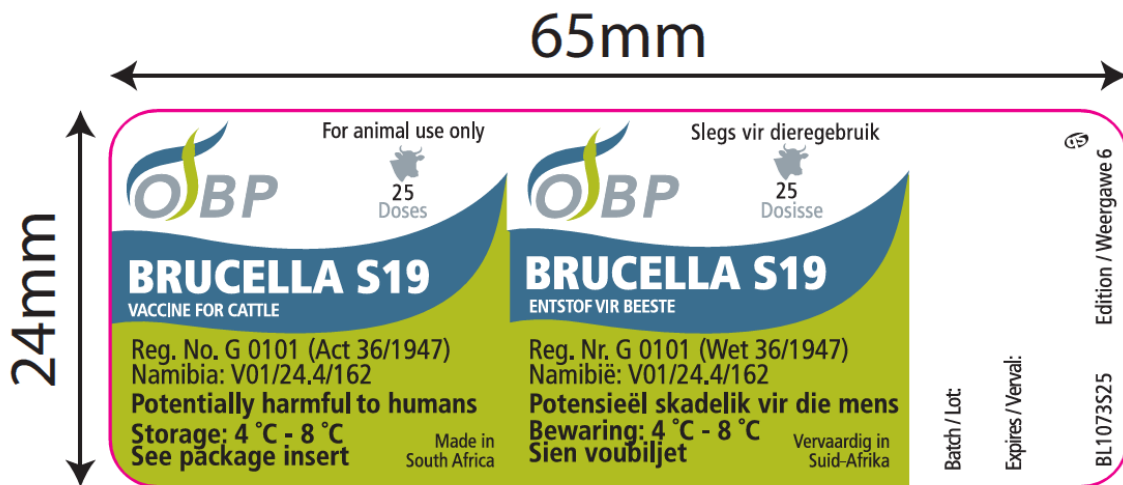 65mm
24mm
OBP
For animal use only
25
Doses
BRUCELLA S19
VACCINE FOR CATTLE
Reg. No. G 0101 (Act 36/1947)
Namibia: V01/24.4/162
Potentially harmful to humans
Storage: 4 °C - 8 °C
See package insert
Made in
South Africa
OBP
Slegs vir dieregebruik
25
Dosisse
BRUCELLA S19
ENTSTOF VIR BEESTE
Reg. Nr. G 0101 (Wet 36/1947)
Namibië: V01/24.4/162
Potensieël skadelik vir die mens
Bewaring: 4 °C - 8 °C
Sien voubiljet
Vervaardig in
Suid-Afrika
Batch / Lot:
Expires / Verval:
BL1073S25
Edition / Weergawe 6